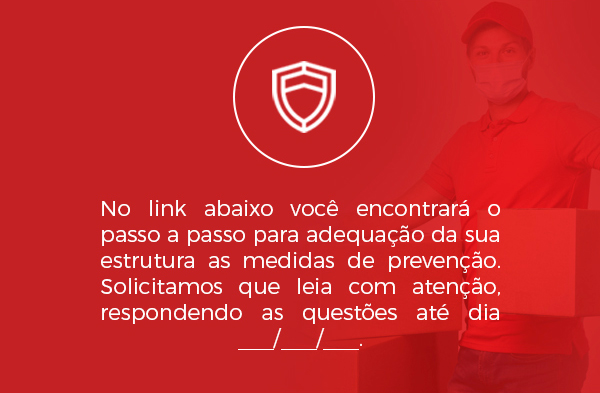 No link abaixo você encontrará o
passo a passo para adequação da sua
estrutura as medidas de prevenção.
Solicitamos que leia com atenção,
respondendo as questões até dia
___/___/___.